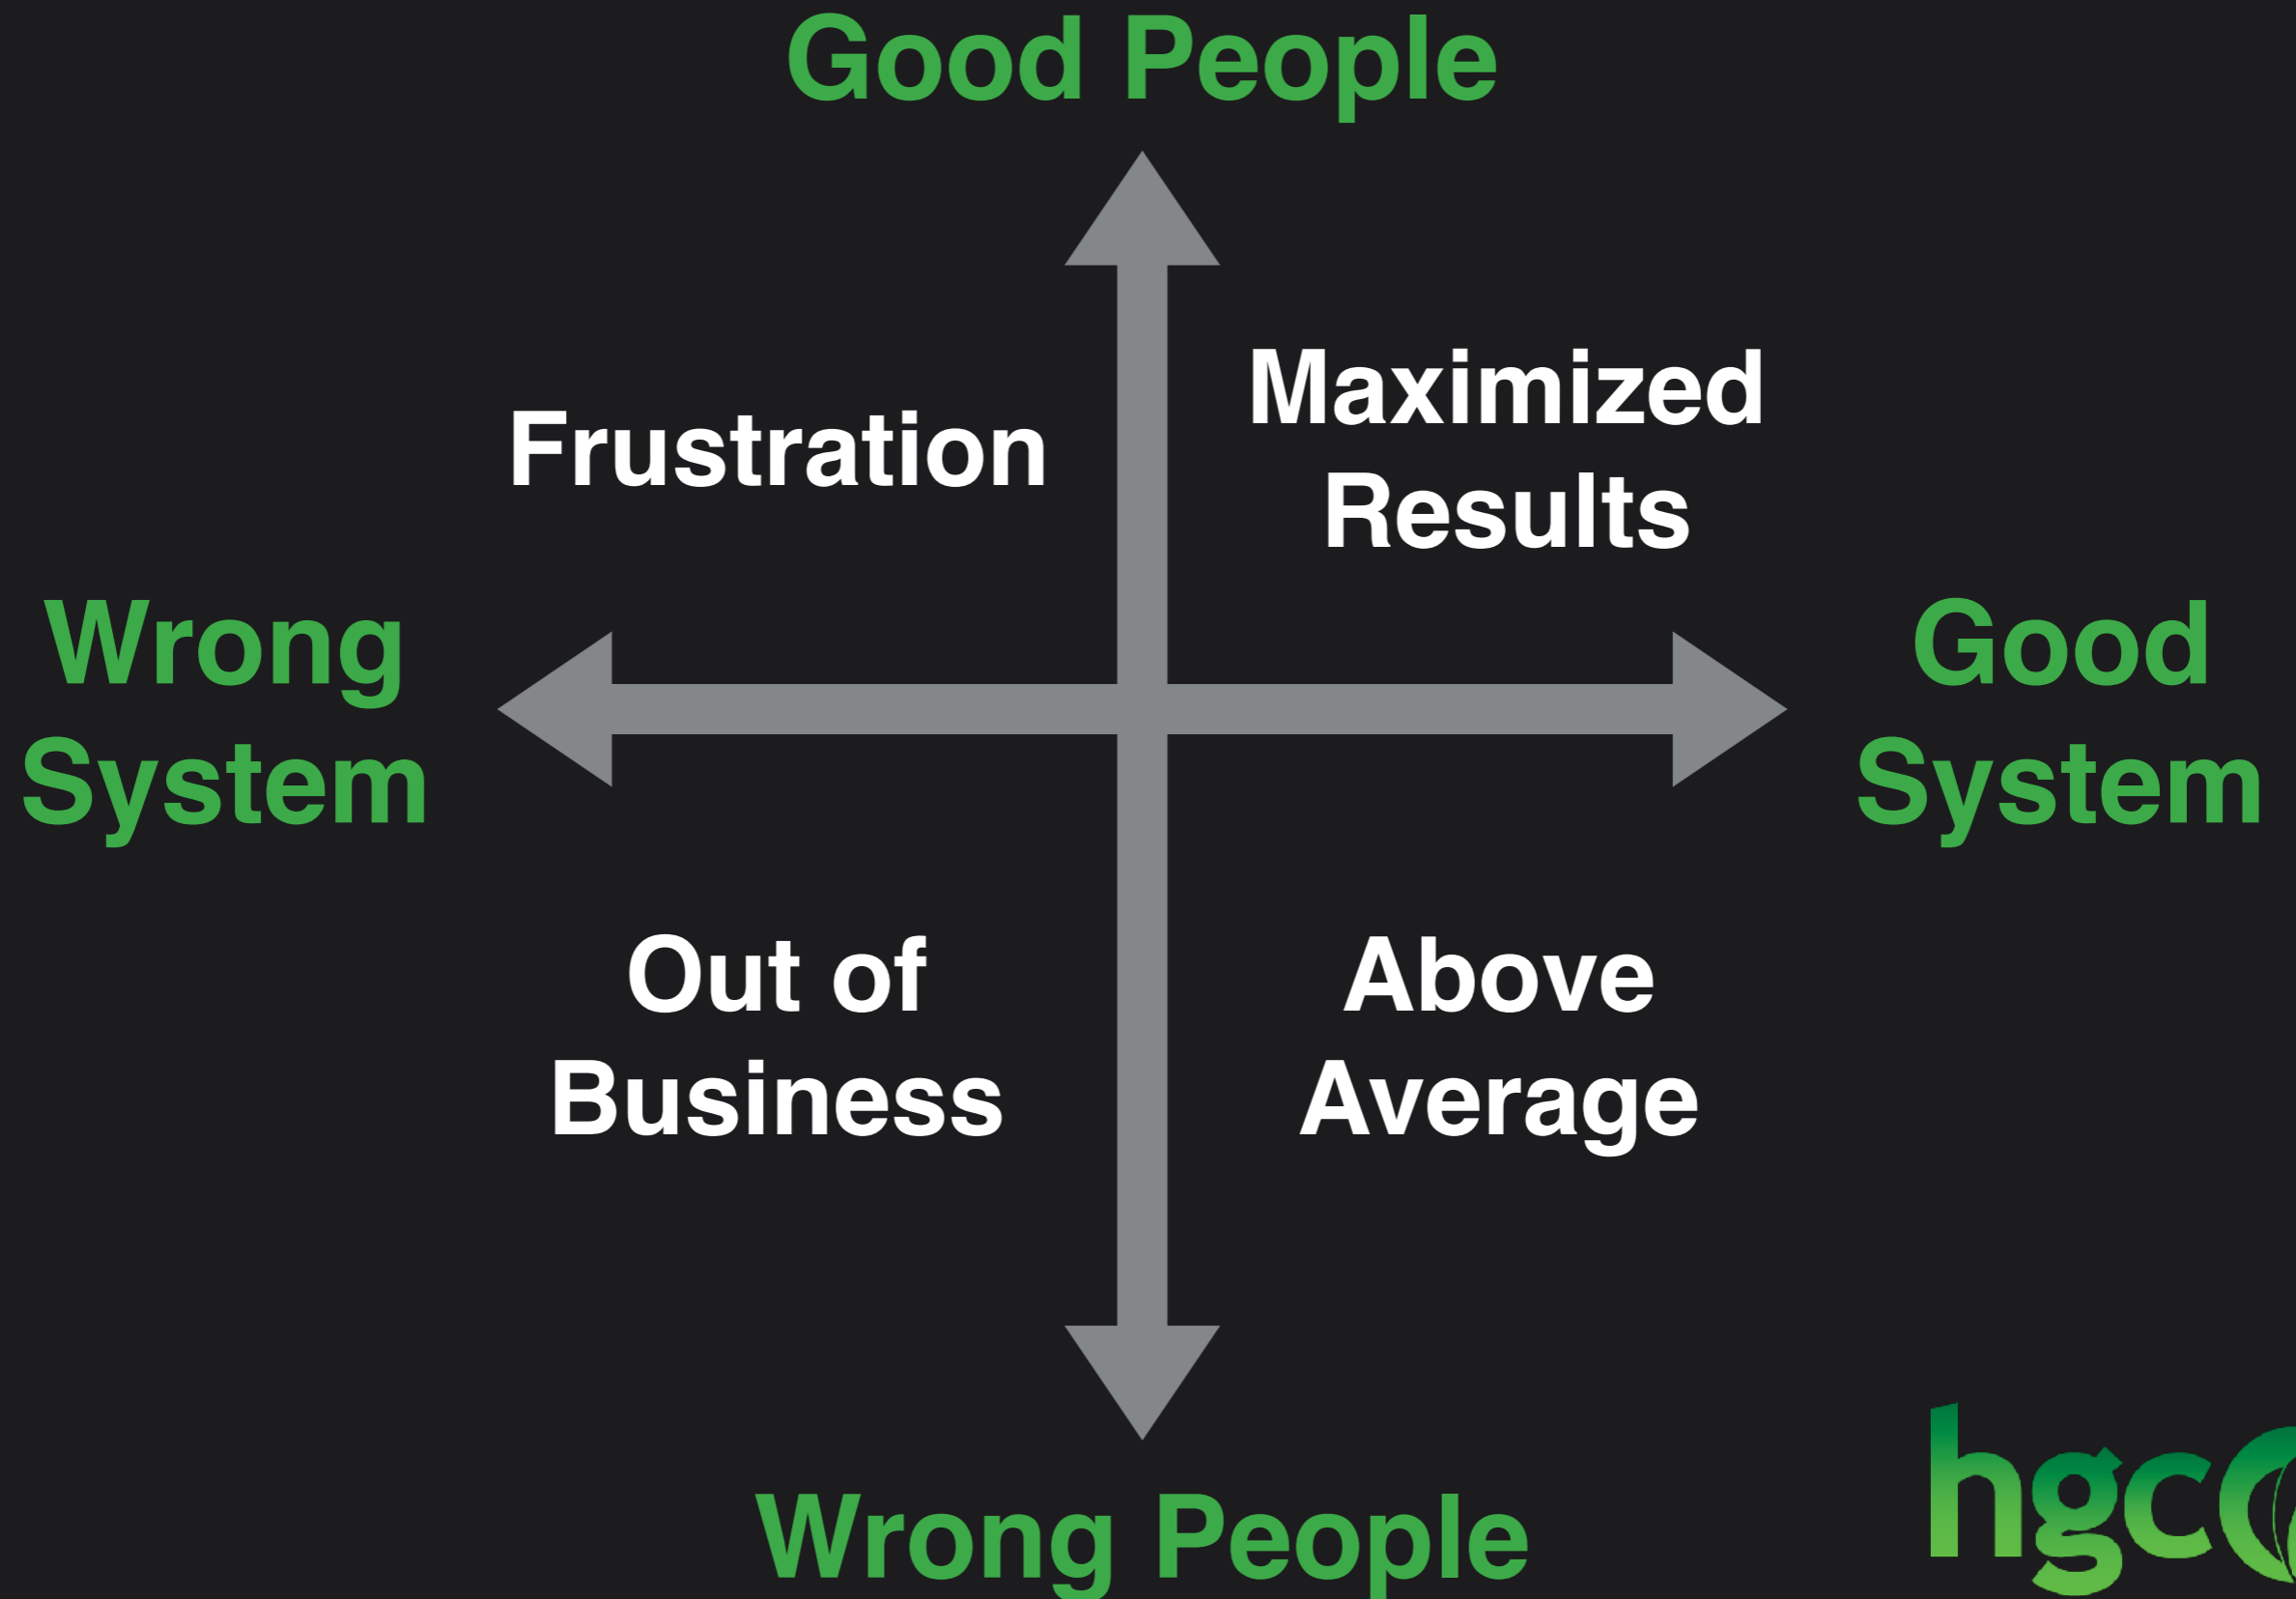 Good People
Frustration
Maximized
Results
Wrong
System
Good
System
Out of
Business
Above
Average
Wrong People
hgc